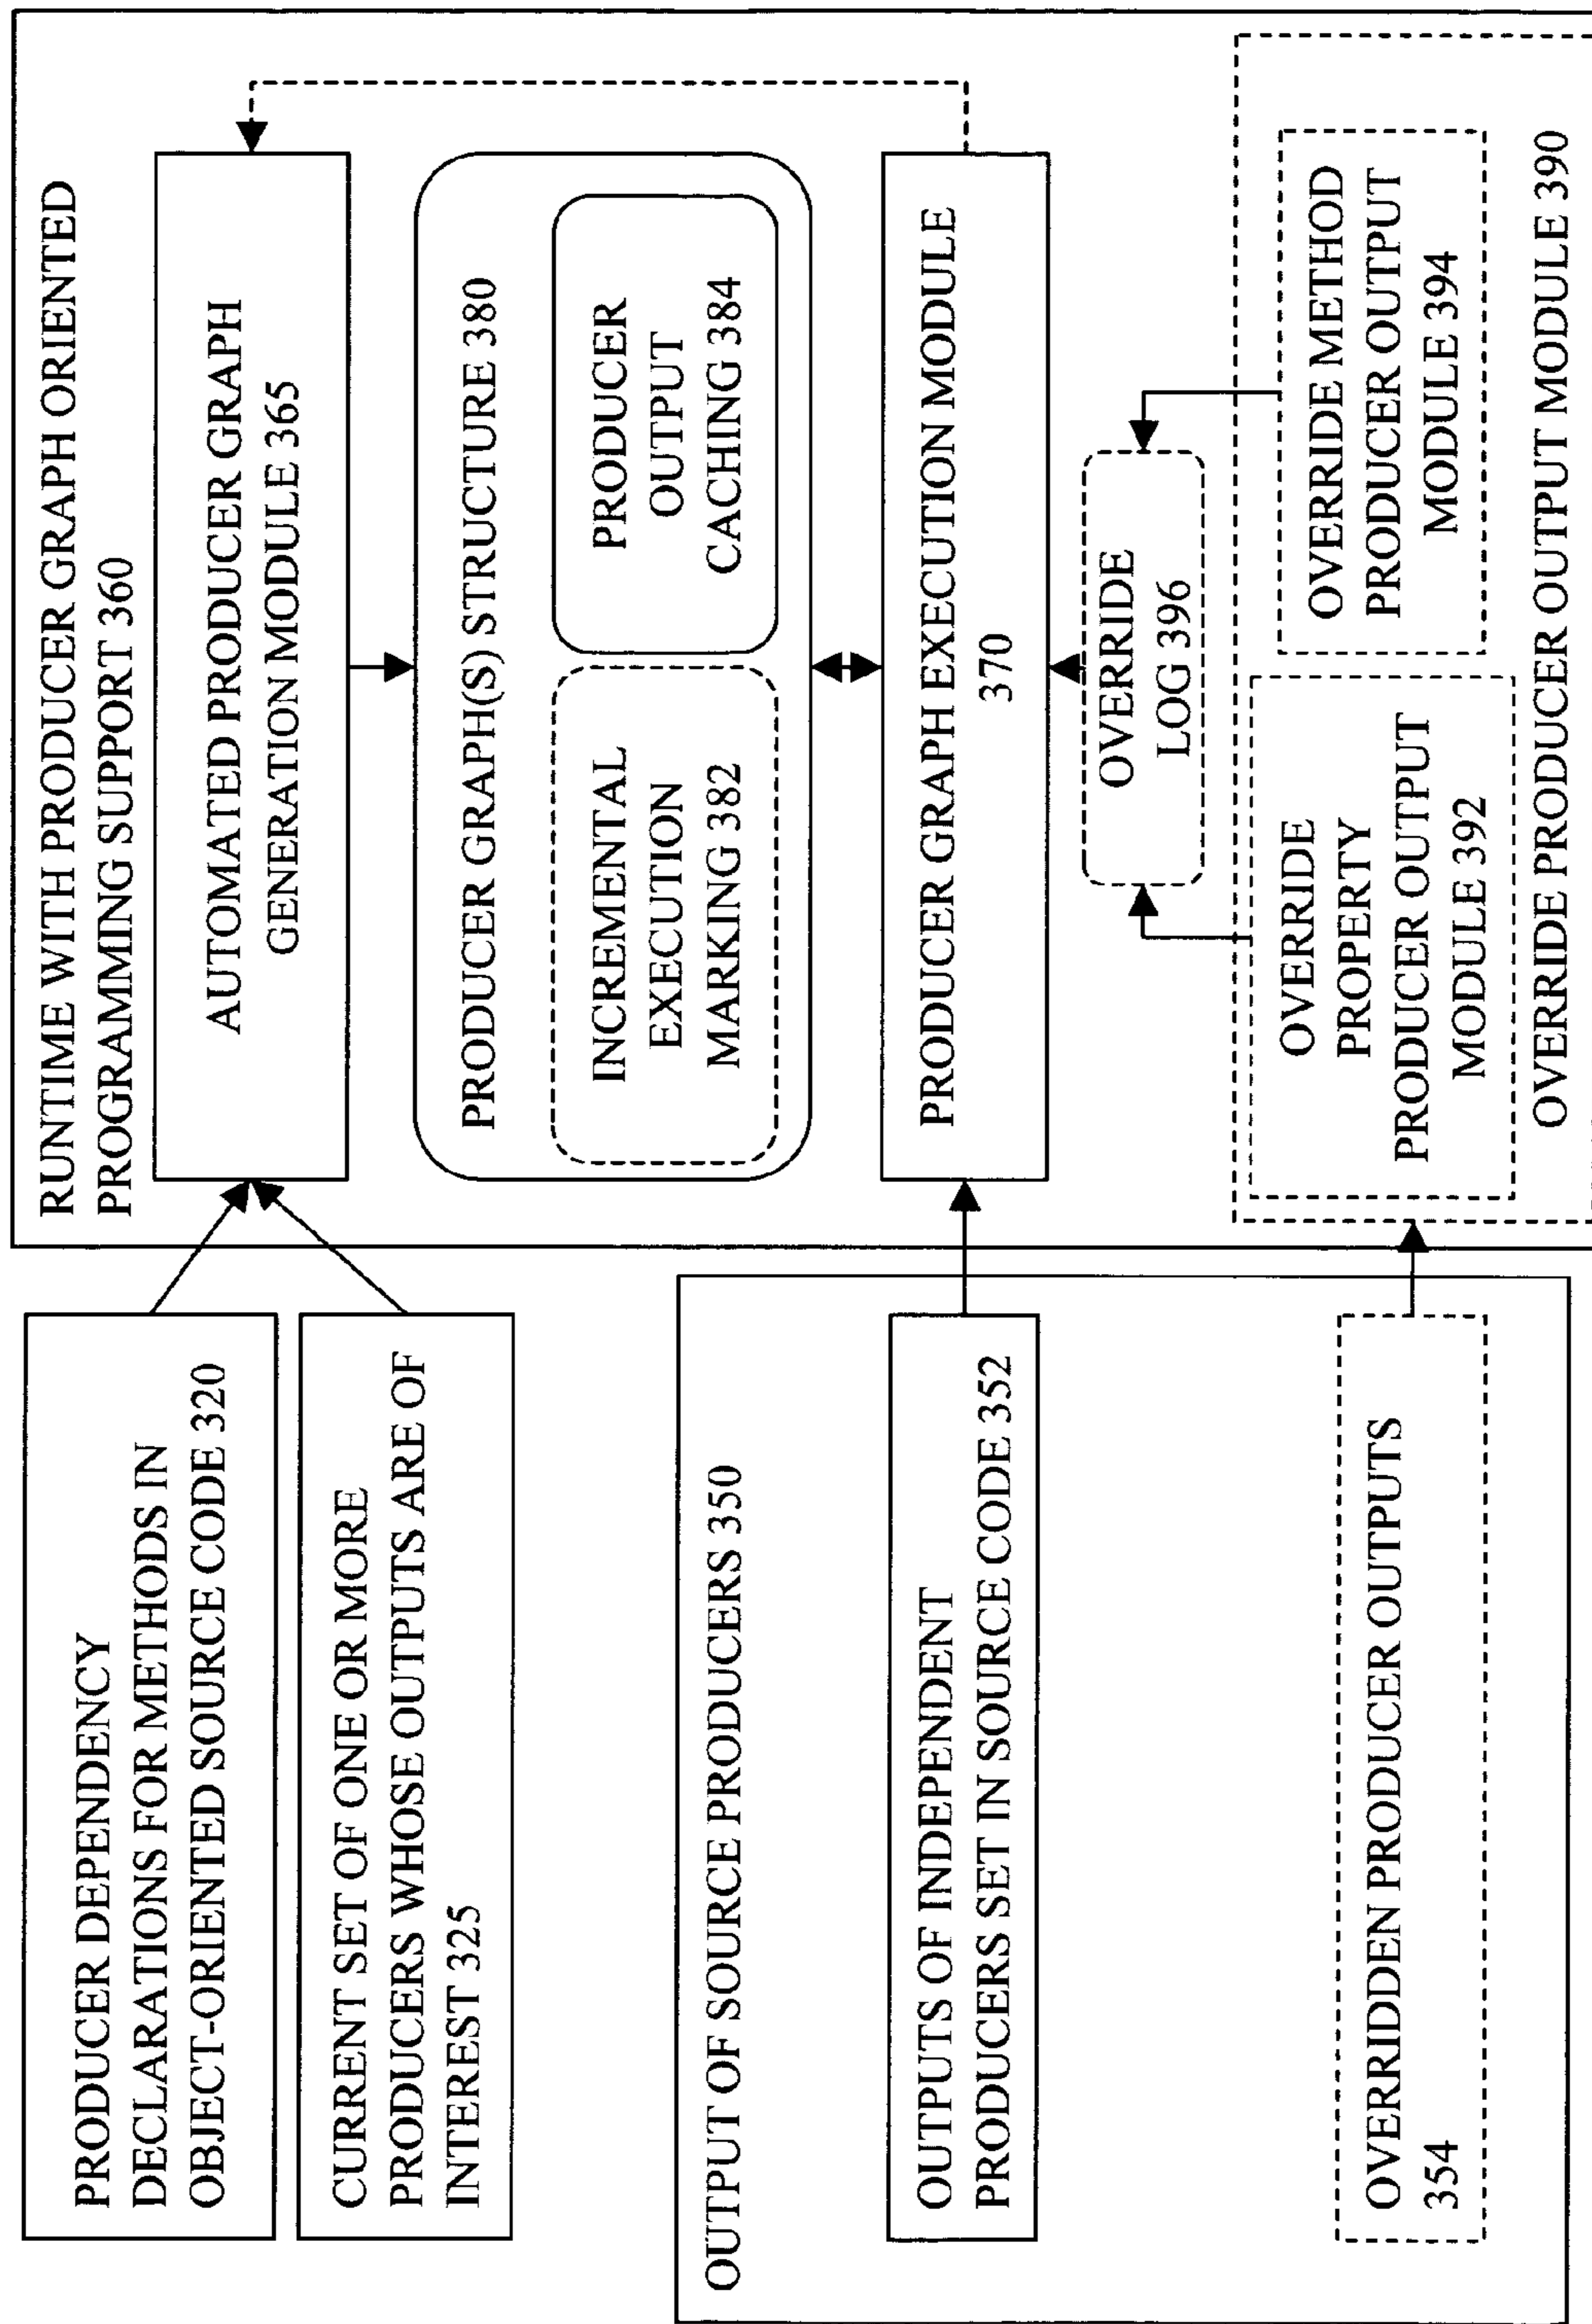 PRODUCER DEPENDENCY
DECLARATIONS FOR METHODS IN
OBJECT-ORIENTED SOURCE CODE 320
CURRENT SET OF ONE OR MORE
PRODUCERS WHOSE OUTPUTS ARE OF
INTEREST 325
OUTPUT OF SOURCE PRODUCERS 350
OUTPUTS OF INDEPENDENT
PRODUCERS SET IN SOURCE CODE 352
OVERRIDDEN PRODUCER OUTPUTS
354
RUNTIME WITH PRODUCER GRAPH ORIENTED
PROGRAMMING SUPPORT 360
AUTOMATED PRODUCER GRAPH
GENERATION MODULE 365
PRODUCER GRAPH(S) STRUCTURE 380
INCREMENTAL
EXECUTION
MARKING 382
PRODUCER
OUTPUT
CACHING 384
PRODUCER GRAPH EXECUTION MODULE
370
OVERRIDE
LOG 396
OVERRIDE
PROPERTY
PRODUCER OUTPUT
MODULE 392
OVERRIDE METHOD
PRODUCER OUTPUT
MODULE 394
OVERRIDE PRODUCER OUTPUT MODULE 390